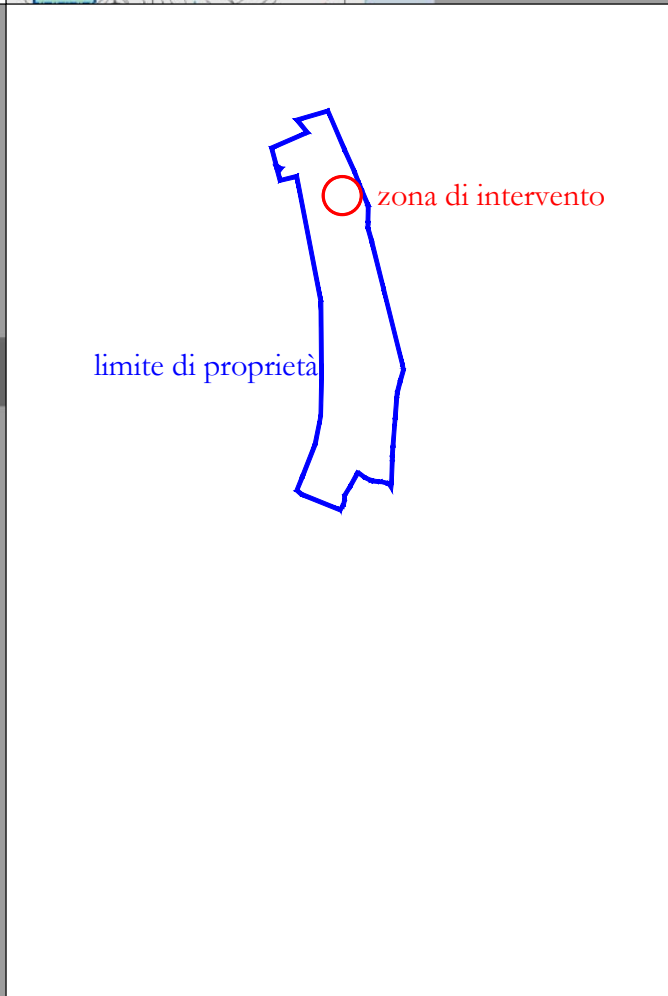 zona di intervento
limite di proprietà